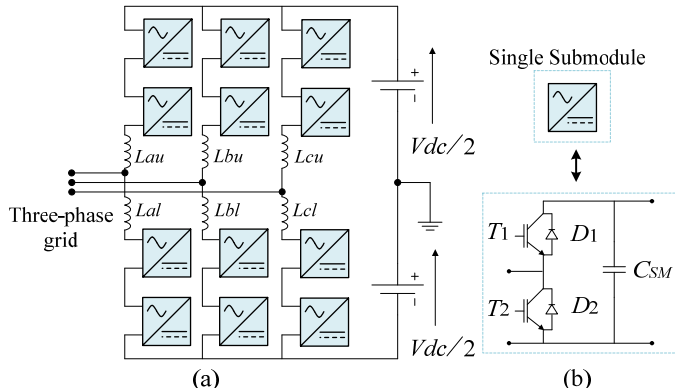 Single Submodule
+
-
Vdc/2
Lau
Lbu
Lcu
Three-phase
grid
Lal
Lbl
Lcl
T1
D1
CSM
T2
D2
+
-
Vdc/2
(a)
(b)